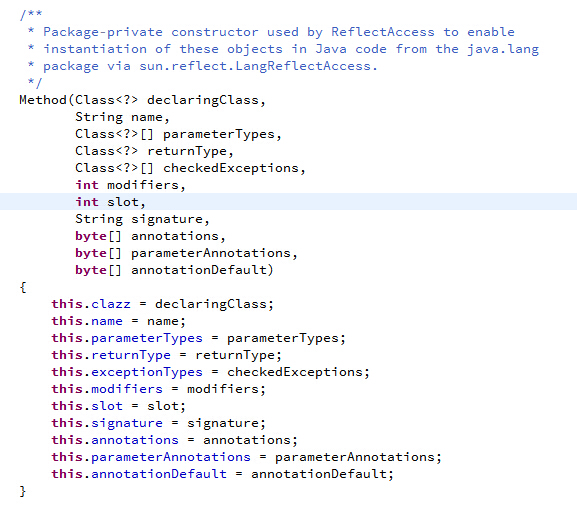 /**
 * Package-private constructor used by ReflectAccess to enable
 * instantiation of these objects in Java code from the java.lang
 * package via sun.reflect.LangReflectAccess.
 */
Method(Class<?> declaringClass,
       String name,
       Class<?>[] parameterTypes,
       Class<?> returnType,
       Class<?>[] checkedExceptions,
       int modifiers,
       int slot,
       String signature,
       byte[] annotations,
       byte[] parameterAnnotations,
       byte[] annotationDefault)
{
    this.clazz = declaringClass;
    this.name = name;
    this.parameterTypes = parameterTypes;
    this.returnType = returnType;
    this.exceptionTypes = checkedExceptions;
    this.modifiers = modifiers;
    this.slot = slot;
    this.signature = signature;
    this.annotations = annotations;
    this.parameterAnnotations = parameterAnnotations;
    this.annotationDefault = annotationDefault;
}